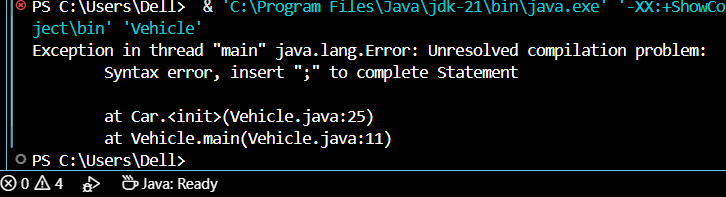 PS C:\Users\Dell>  & 'C:\Program Files\Java\jdk-21\bin\java.exe' '-XX:+ShowCo
ject\bin' 'Vehicle'
Exception in thread "main" java.lang.Error: Unresolved compilation problem:
        Syntax error, insert ";" to complete Statement

        at Car.<init>(Vehicle.java:25)
        at Vehicle.main(Vehicle.java:11)
PS C:\Users\Dell>
0 4 Java: Ready